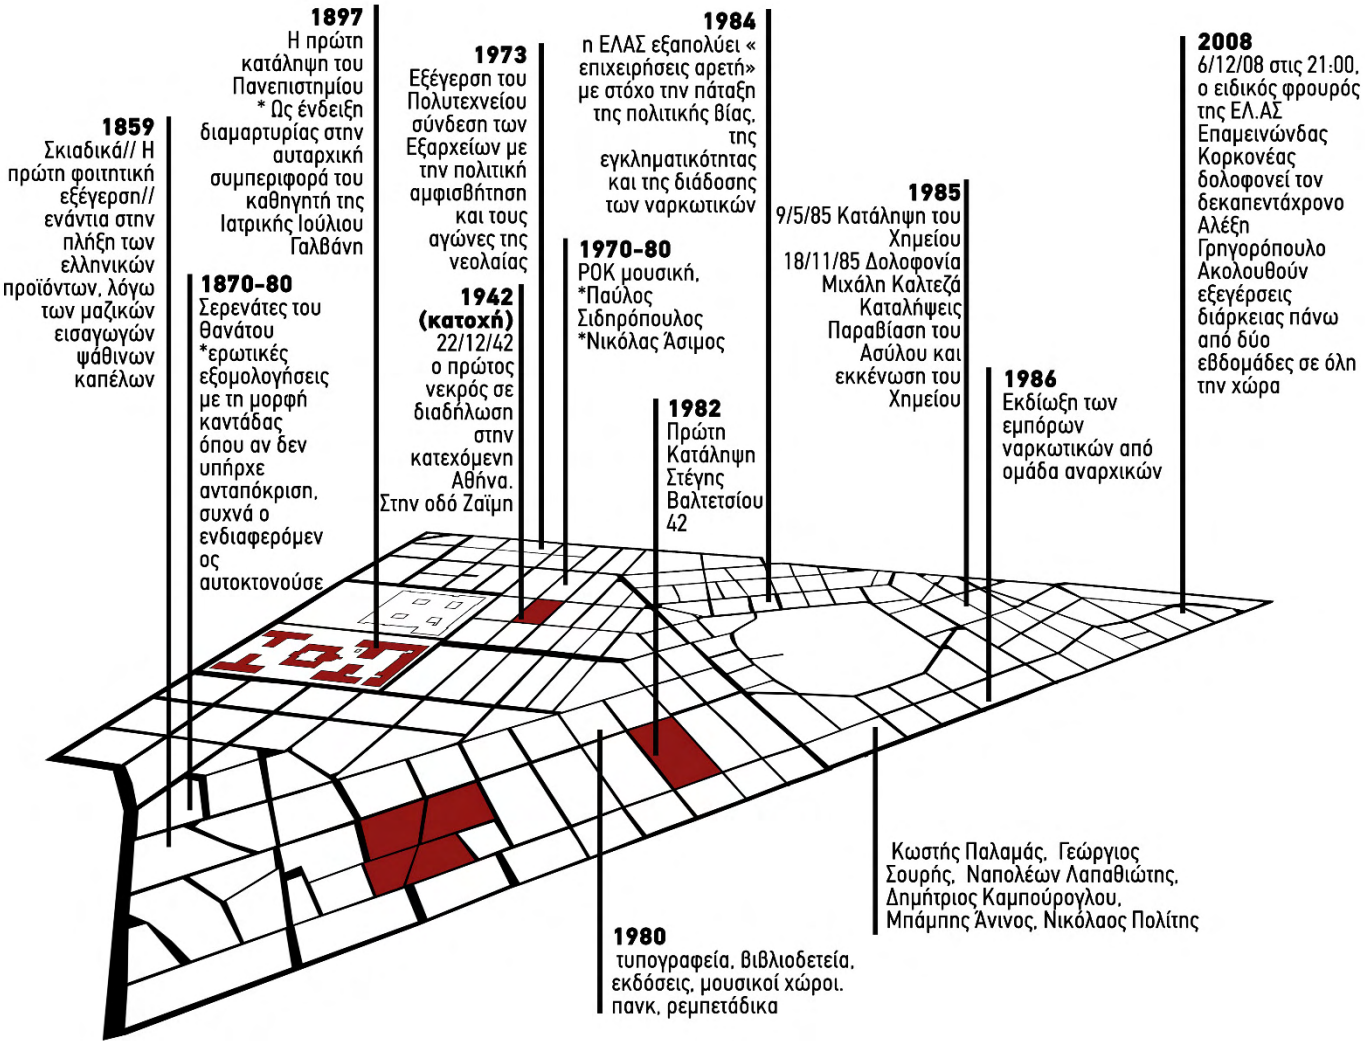 1859
Σκιαδικά// Η
πρώτη φοιτητική
εξέγερση//
ενάντια στην
πλήξη των
ελληνικών
προϊόντων, λόγω
των μαζικών
εισαγωγών
ψάθινων
καπέλων
1870-80
Σερενάτες του
θανάτου
*ερωτικές
εξομολογήσεις
με τη μορφή
καντάδας
όπου αν δεν
υπήρχε
ανταπόκριση,
συχνά ο
ενδιαφερόμεν
ος
αυτοκτονούσε
1897
Η πρώτη
κατάληψη του
Πανεπιστημίου
* Ως ένδειξη
διαμαρτυρίας στην
αυταρχική
συμπεριφορά του
καθηγητή της
Ιατρικής Ιούλιου
Γαλβάνη
1973
Εξέγερση του
Πολυτεχνείου
σύνδεση των
Εξαρχείων με
την πολιτική
αμφισβήτηση
και τους
αγώνες της
νεολαίας
1942
(κατοχή)
22/12/42
ο πρώτος
νεκρός σε
διαδήλωση
στην
κατεχόμενη
Αθήνα.
Στην οδό Ζαϊμη
1970-80
ΡΟΚ μουσική,
*Παύλος
Σιδηρόπουλος
*Νικόλας Άσιμος
1984
η ΕΛΑΣ εξαπολύει «
επιχειρήσεις αρετή»
με στόχο την πάταξη
της πολιτικής βίας,
της
εγκληματικότητας
και της διάδοσης
των ναρκωτικών
1982
Πρώτη
Κατάληψη
Στέγης
Βαλτετσίου
42
1985
9/5/85 Κατάληψη του
Χημείου
18/11/85 Δολοφονία
Μιχάλη Καλτεζά
Καταλήψεις
Παραβίαση του
Ασύλου και
εκκένωση του
Χημείου
1986
Εκδίωξη των
εμπόρων
ναρκωτικών από
ομάδα αναρχικών
2008
6/12/08 στις 21:00,
ο ειδικός φρουρός
της ΕΛ.ΑΣ
Επαμεινώνδας
Κορκονέας
δολοφονεί τον
δεκαπεντάχρονο
Αλέξη
Γρηγορόπουλο
Ακολουθούν
εξεγέρσεις
διάρκειας πάνω
από δύο
εβδομάδες σε όλη
την χώρα
Κωστής Παλαμάς, Γεώργιος
Σουρής, Ναπολέων Λαπαθιώτης,
Δημήτριος Καμπούρογλου,
Μπάμπης Άνινος, Νικόλαος Πολίτης
1980
τυπογραφεία, βιβλιοδετεία,
εκδόσεις, μουσικοί χώροι.
πανκ, ρεμπετάδικα